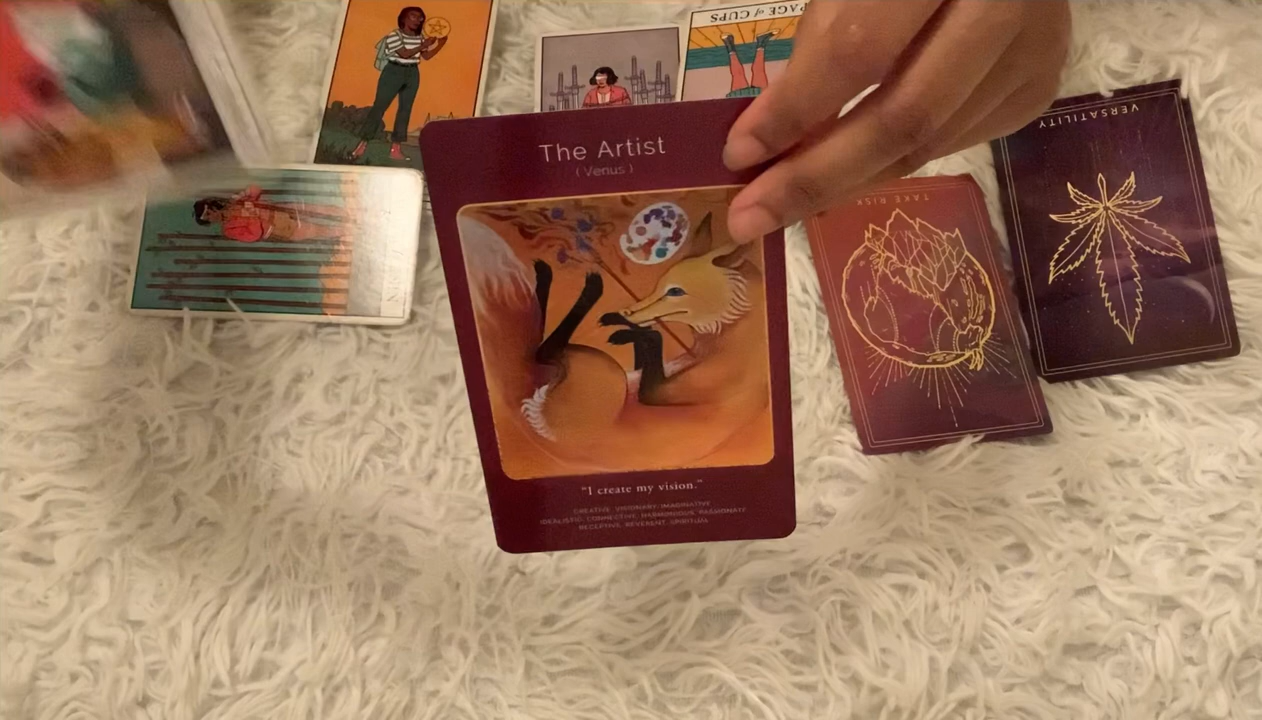 PAGE of CUPS
VERSATILITY
The Artist
( Venus )
TAKE RISK
"I create my vision."
CREATIVE, VISIONARY, IMAGINATIVE,
IDEALISTIC, CONNECTIVE, HARMONIOUS, PASSIONATE
RECEPTIVE, REVERENT, SPIRITUAL